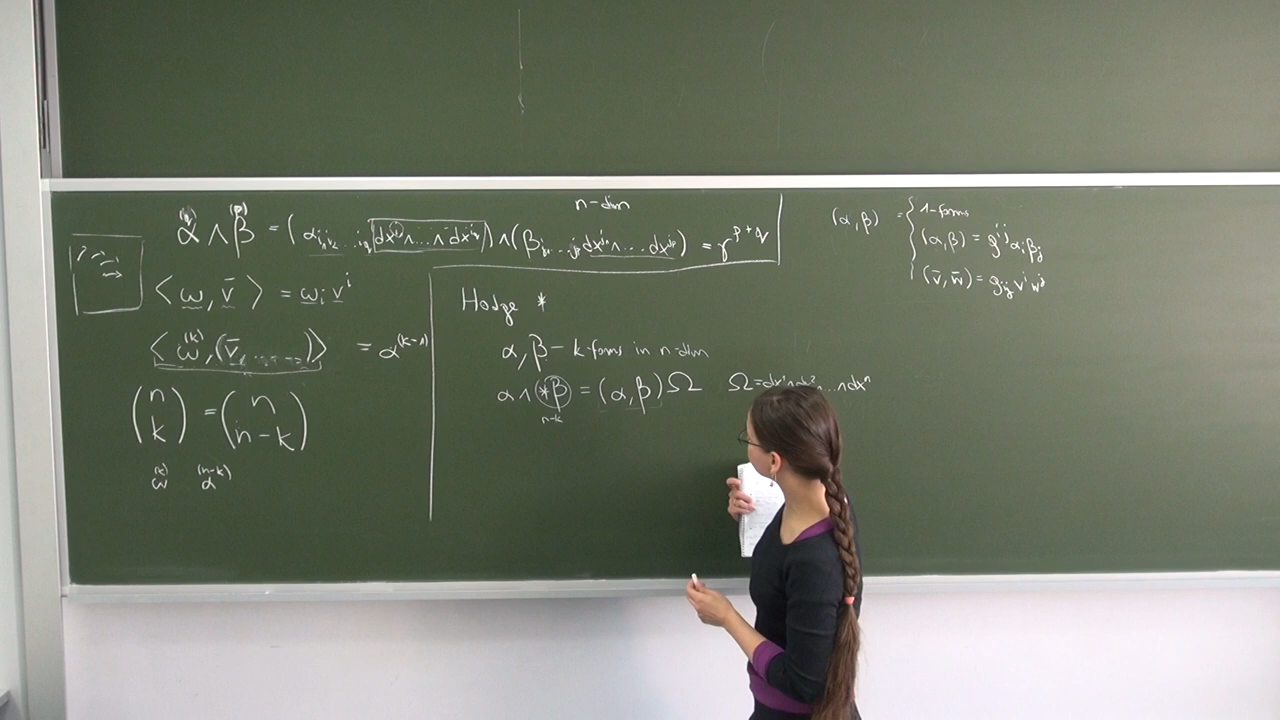 n-dim
α^(q) ∧ β^(p) = (α_{i₁i₂...i_q} dx^{i₁}∧...∧dx^{i_q})∧(β_{j₁...j_p} dx^{j₁}∧...dx^{j_p}) = γ^{p+q}
⟨ω, v̄⟩ = ω_i v^i
⟨ω^(k), (v̄, ......)⟩ = α^(k-1)
(n k) = (n n-k)
ω^(k) α^(n-k)
Hodge *
α, β - k-forms in n-dim
α∧(*β) = (α,β)Ω Ω=dx¹∧dx²∧...∧dxⁿ
n-k
(α,β) = { 1-forms
(α,β) = g^{ij} α_i β_j
(v̄, w̄) = g_{ij} v^i w^j